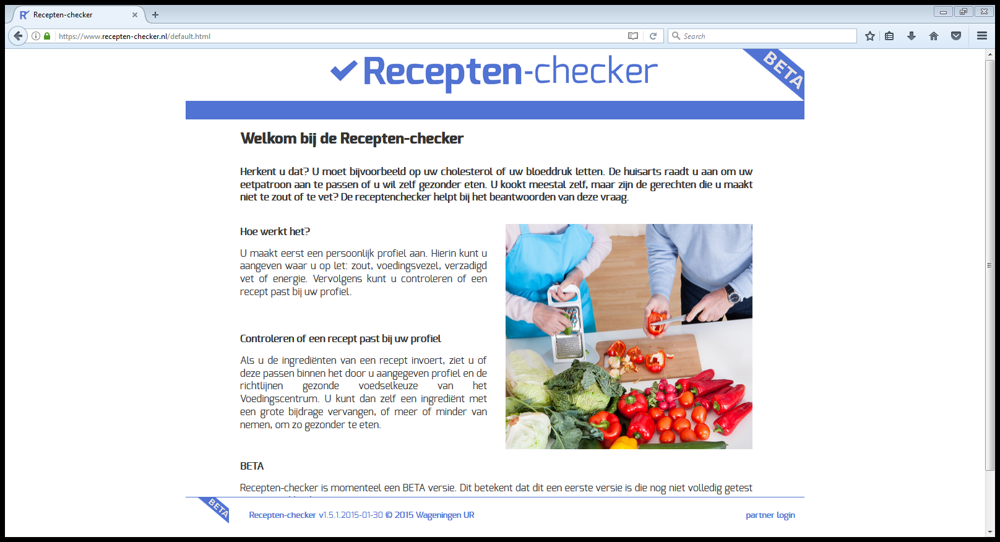 Recepten-checker
https://www.recepten-checker.nl/default.html
Search
Recepten-checker
BETA
Welkom bij de Recepten-checker
Herkent u dat? U moet bijvoorbeeld op uw cholesterol of uw bloeddruk letten. De huisarts raadt u aan om uw
eetpatroon aan te passen of u wil zelf gezonder eten. U kookt meestal zelf, maar zijn de gerechten die u maakt
niet te zout of te vet? De receptenchecker helpt bij het beantwoorden van deze vraag.
Hoe werkt het?
U maakt eerst een persoonlijk profiel aan. Hierin kunt u
aangeven waar u op let: zout, voedingsvezel, verzadigd
vet of energie. Vervolgens kunt u controleren of een
recept past bij uw profiel.
Controleren of een recept past bij uw profiel
Als u de ingrediënten van een recept invoert, ziet u of
deze passen binnen het door u aangegeven profiel en de
richtlijnen gezonde voedselkeuze van het
Voedingscentrum. U kunt dan zelf een ingrediënt met
een grote bijdrage vervangen, of meer of minder van
nemen, om zo gezonder te eten.
BETA
Recepten-checker is momenteel een BETA versie. Dit betekent dat dit een eerste versie is die nog niet volledig getest
BETA
Recepten-checker v1.5.1.2015-01-30 © 2015 Wageningen UR
partner login